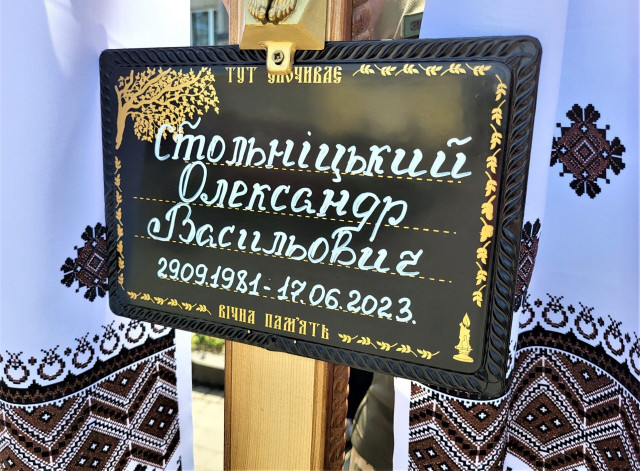 ТУТ СПОЧИВАЄ
Стольніцький
Олександр
Васильович
29.09.1981 - 17.06.2023.
ВІЧНА ПАМ'ЯТЬ